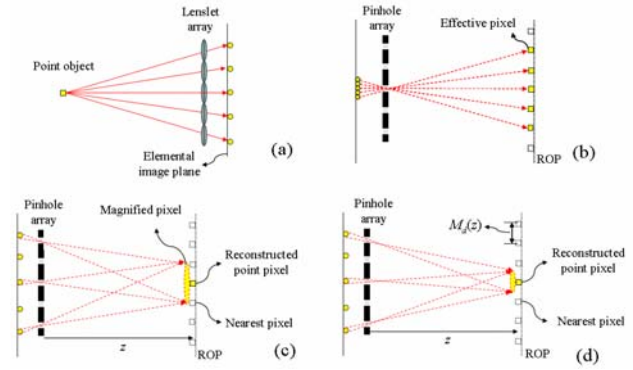 Lenslet
array
Point object
Elemental
image plane
(a)
Pinhole
array
Effective pixel
ROP
(b)
Pinhole
array
Magnified pixel
Reconstructed
point pixel
Nearest pixel
z
ROP
(c)
Pinhole
array
M_d(z)
Reconstructed
point pixel
Nearest pixel
z
ROP
(d)